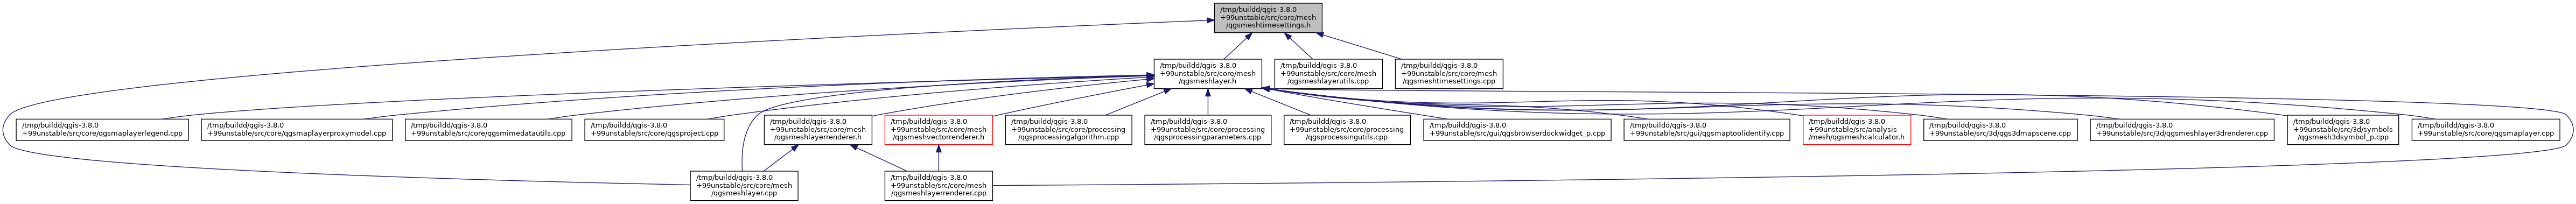 /tmp/buildd/qgis-3.8.0
+99unstable/src/core/mesh
/qgsmeshtimesettings.h
/tmp/buildd/qgis-3.8.0
+99unstable/src/core/mesh
/qgsmeshlayer.h
/tmp/buildd/qgis-3.8.0
+99unstable/src/core/mesh
/qgsmeshlayerutils.cpp
/tmp/buildd/qgis-3.8.0
+99unstable/src/core/mesh
/qgsmeshtimesettings.cpp
/tmp/buildd/qgis-3.8.0
+99unstable/src/core/qgsmaplayerlegend.cpp
/tmp/buildd/qgis-3.8.0
+99unstable/src/core/qgsmaplayerproxymodel.cpp
/tmp/buildd/qgis-3.8.0
+99unstable/src/core/qgsmimedatautils.cpp
/tmp/buildd/qgis-3.8.0
+99unstable/src/core/qgsproject.cpp
/tmp/buildd/qgis-3.8.0
+99unstable/src/core/mesh
/qgsmeshlayerrenderer.h
/tmp/buildd/qgis-3.8.0
+99unstable/src/core/mesh
/qgsmeshvectorrenderer.h
/tmp/buildd/qgis-3.8.0
+99unstable/src/core/processing
/qgsprocessingalgorithm.cpp
/tmp/buildd/qgis-3.8.0
+99unstable/src/core/processing
/qgsprocessingparameters.cpp
/tmp/buildd/qgis-3.8.0
+99unstable/src/core/processing
/qgsprocessingutils.cpp
/tmp/buildd/qgis-3.8.0
+99unstable/src/gui/qgsbrowserdockwidget_p.cpp
/tmp/buildd/qgis-3.8.0
+99unstable/src/gui/qgsmaptoolidentify.cpp
/tmp/buildd/qgis-3.8.0
+99unstable/src/analysis
/mesh/qgsmeshcalculator.h
/tmp/buildd/qgis-3.8.0
+99unstable/src/3d/qgs3dmapscene.cpp
/tmp/buildd/qgis-3.8.0
+99unstable/src/3d/qgsmeshlayer3drenderer.cpp
/tmp/buildd/qgis-3.8.0
+99unstable/src/3d/symbols
/qgsmesh3dsymbol_p.cpp
/tmp/buildd/qgis-3.8.0
+99unstable/src/core/qgsmaplayer.cpp
/tmp/buildd/qgis-3.8.0
+99unstable/src/core/mesh
/qgsmeshlayer.cpp
/tmp/buildd/qgis-3.8.0
+99unstable/src/core/mesh
/qgsmeshlayerrenderer.cpp